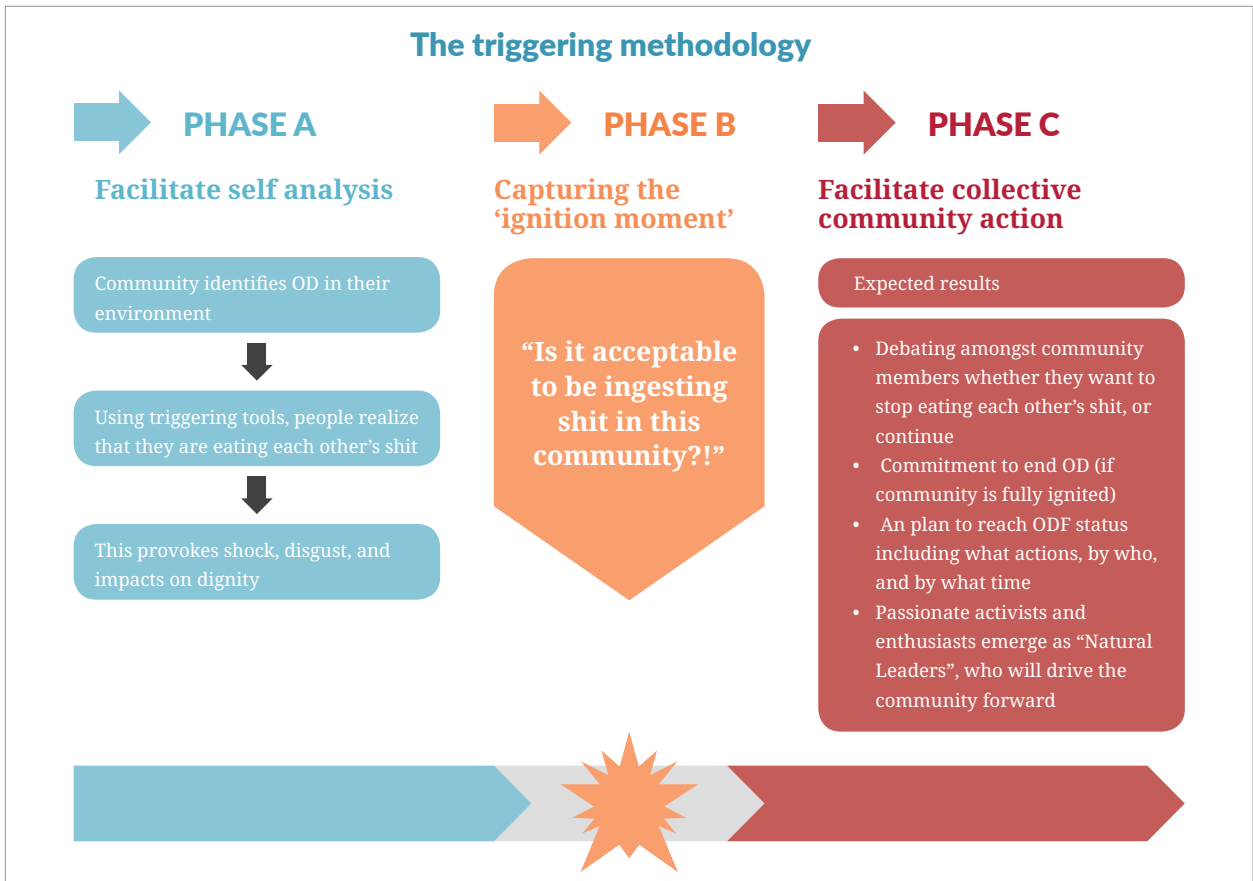 The triggering methodology
PHASE A
Facilitate self analysis
Community identifies OD in their
environment
Using triggering tools, people realize
that they are eating each other’s shit
This provokes shock, disgust, and
impacts on dignity
PHASE B
Capturing the
‘ignition moment’
“Is it acceptable
to be ingesting
shit in this
community?!”
PHASE C
Facilitate collective
community action
Expected results
• Debating amongst community
members whether they want to
stop eating each other’s shit, or
continue
• Commitment to end OD (if
community is fully ignited)
• An plan to reach ODF status
including what actions, by who,
and by what time
• Passionate activists and
enthusiasts emerge as “Natural
Leaders”, who will drive the
community forward